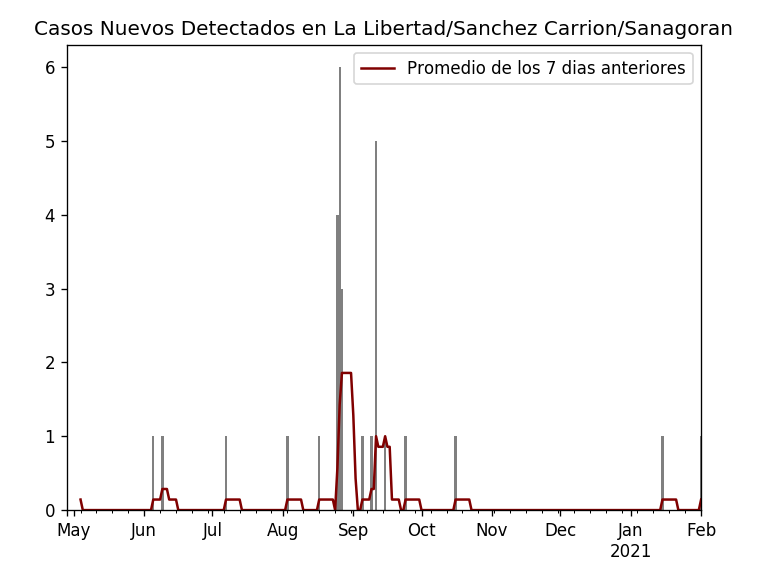 Casos Nuevos Detectados en La Libertad/Sanchez Carrion/Sanagoran
Promedio de los 7 dias anteriores
6
5
4
3
2
1
0
May Jun Jul Aug Sep Oct Nov Dec Jan Feb
2021